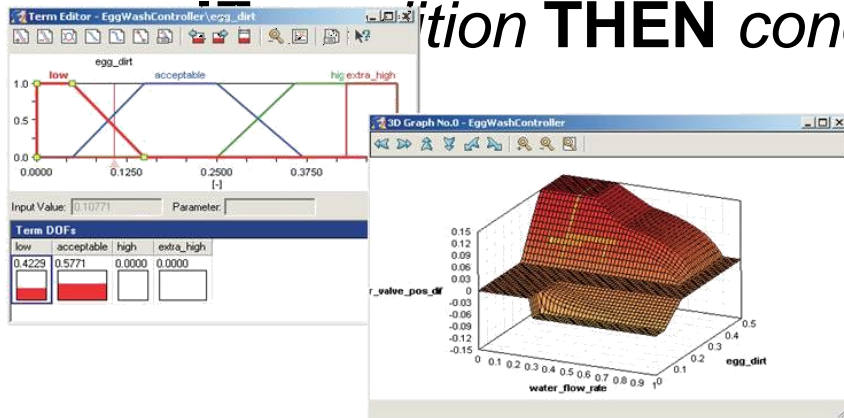 ition THEN conc
Term Editor - EggWashController\egg_dirt
egg_dirt
low acceptable hig extra_high
1.0
0.5
0.0
0.0000 0.1250 0.2500 0.3750
[-]
Input Value: 0.10771 Parameter:
Term DOFs
low acceptable high extra_high
0.4229 0.5771 0.0000 0.0000
3D Graph No.0 - EggWashController
0.15
0.12
0.09
0.06
0.03
0
-0.03
-0.06
-0.09
-0.12
-0.15
r_valve_pos_dif
0 0.1 0.2 0.3 0.4 0.5 0.6 0.7 0.8 0.9 1
water_flow_rate
0 0.1 0.2 0.3 0.4 0.5
egg_dirt